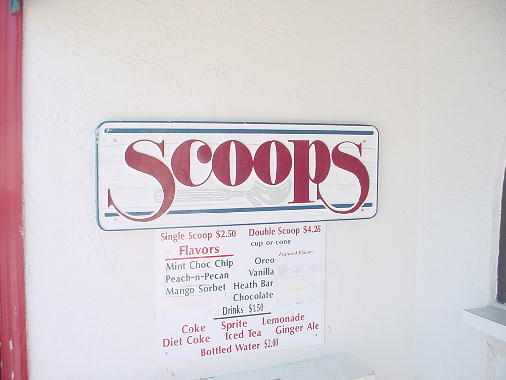 Scoops
Single Scoop $2.50 Double Scoop $4.25
cup or cone
Flavors
Featured Flavor
Mint Choc Chip Oreo
Peach-n-Pecan Vanilla
Mango Sorbet Heath Bar
Chocolate
Drinks $1.50
Coke Sprite Lemonade
Diet Coke Iced Tea Ginger Ale
Bottled Water $2.00